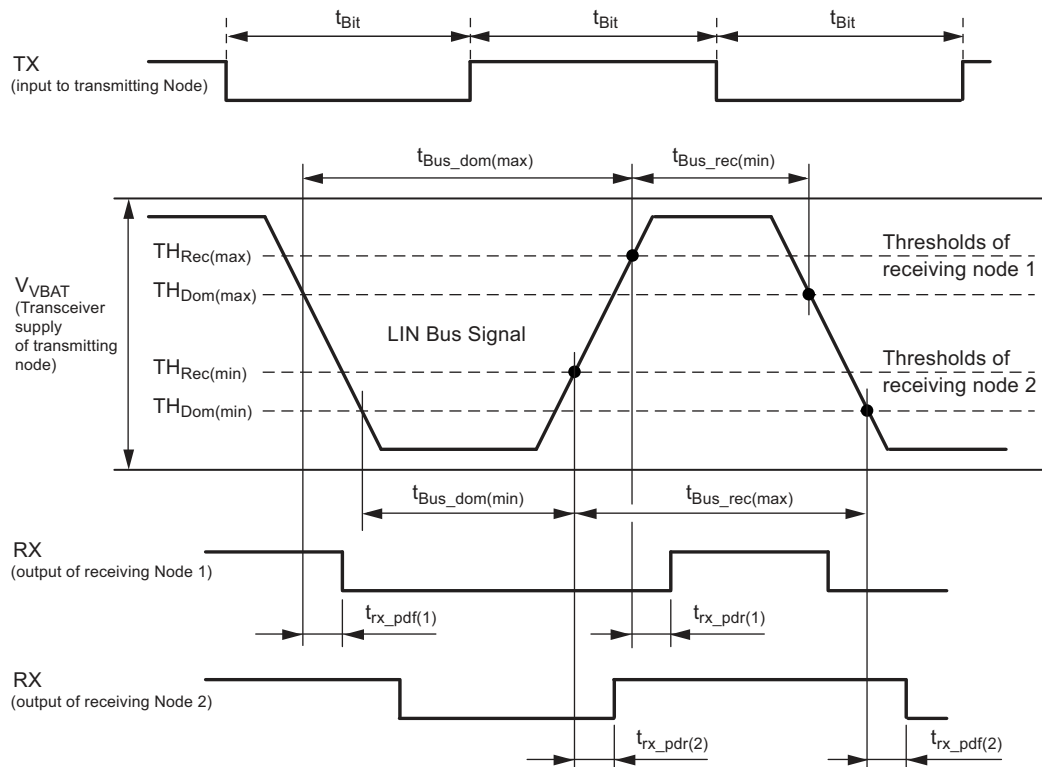 tBit tBit tBit
TX
(input to transmitting Node)
tBus_dom(max) tBus_rec(min)
THRec(max)
THDom(max)
Thresholds of
receiving node 1
VVBAT
(Transceiver
supply
of transmitting
node)
LIN Bus Signal
THRec(min)
THDom(min)
Thresholds of
receiving node 2
tBus_dom(min) tBus_rec(max)
RX
(output of receiving Node 1)
trx_pdf(1) trx_pdr(1)
RX
(output of receiving Node 2)
trx_pdr(2) trx_pdf(2)